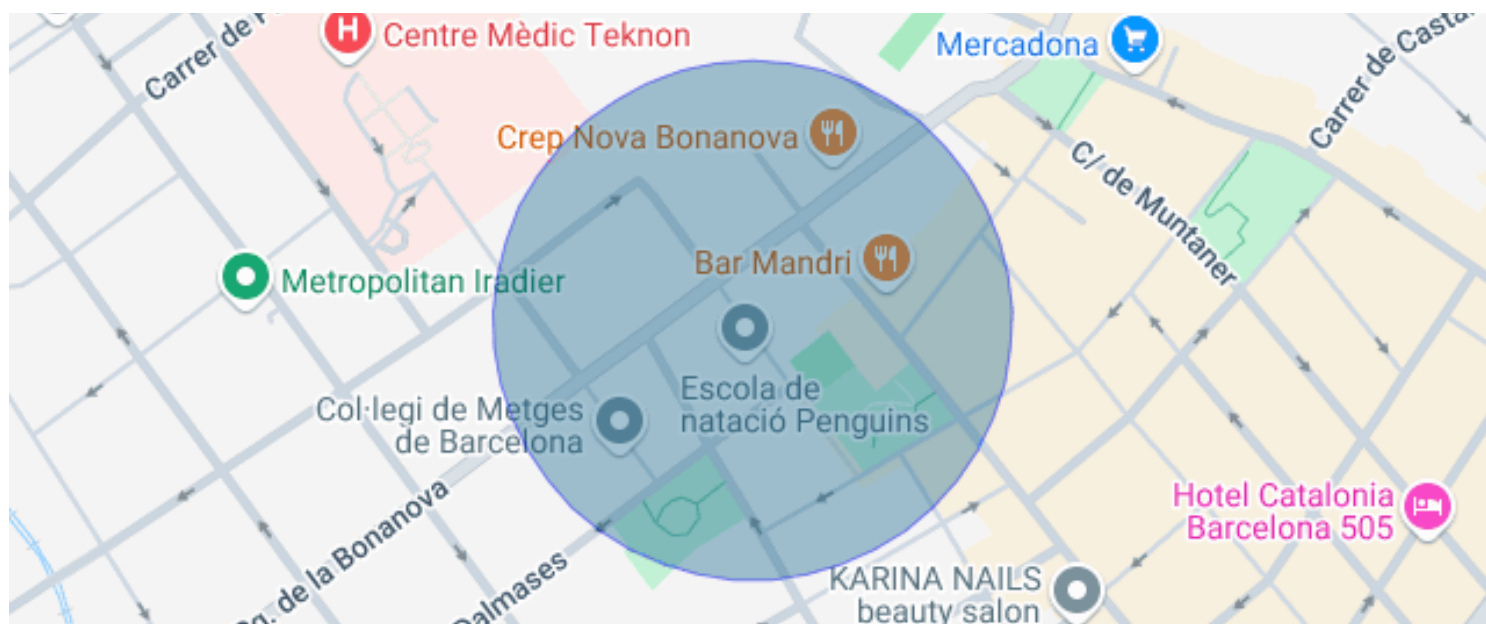 Carrer de
Centre Mèdic Teknon
Mercadona
Carrer de Casta
Crep Nova Bonanova
C/ de Muntaner
Bar Mandri
Metropolitan Iradier
Escola de
natació Penguins
Col·legi de Metges
de Barcelona
Hotel Catalonia
Barcelona 505
de la Bonanova
Dalmases
KARINA NAILS
beauty salon